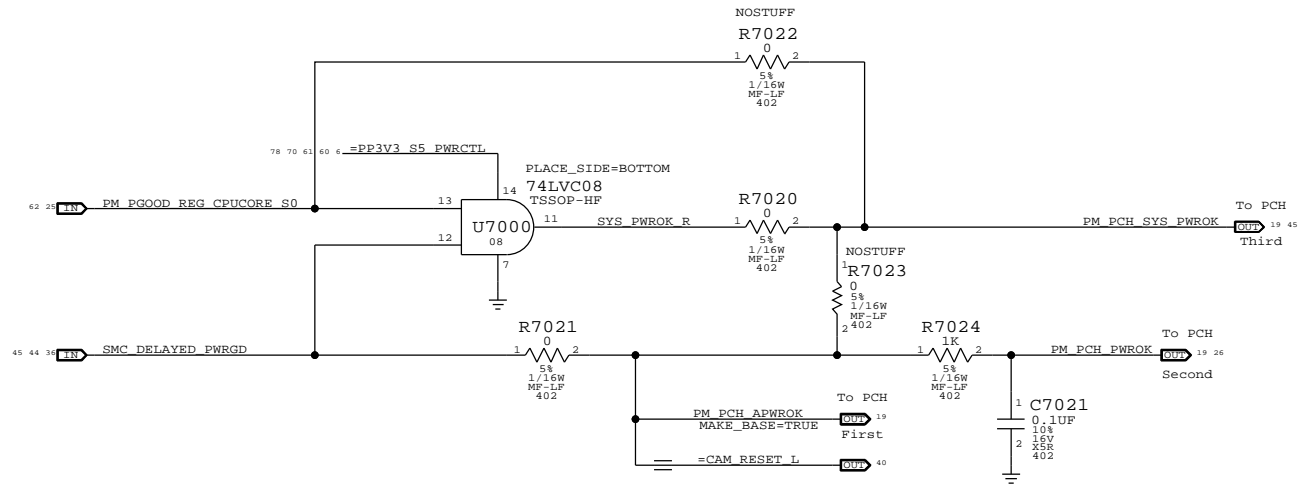 NOSTUFF
R7022
0
1 2
5%
1/16W
MF-LF
402
78 70 61 60 6 =PP3V3_S5_PWRCTL
PLACE_SIDE=BOTTOM
14 74LVC08
TSSOP-HF
62 25 IN PM_PGOOD_REG_CPUCORE_S0 13
U7000
08
12
7
11 SYS_PWROK_R
R7020
0
1 2
5%
1/16W
MF-LF
402
To PCH
PM_PCH_SYS_PWROK OUT 19 45
Third
NOSTUFF
1
R7023
0
5%
1/16W
MF-LF
402
2
45 44 36 IN SMC_DELAYED_PWRGD
R7021
0
1 2
5%
1/16W
MF-LF
402
R7024
1K
1 2
5%
1/16W
MF-LF
402
To PCH
PM_PCH_PWROK OUT 19 26
Second
To PCH
PM_PCH_APWROK OUT 19
MAKE_BASE=TRUE First
=CAM_RESET_L OUT 40
1 C7021
0.1UF
10%
16V
2 X5R
402